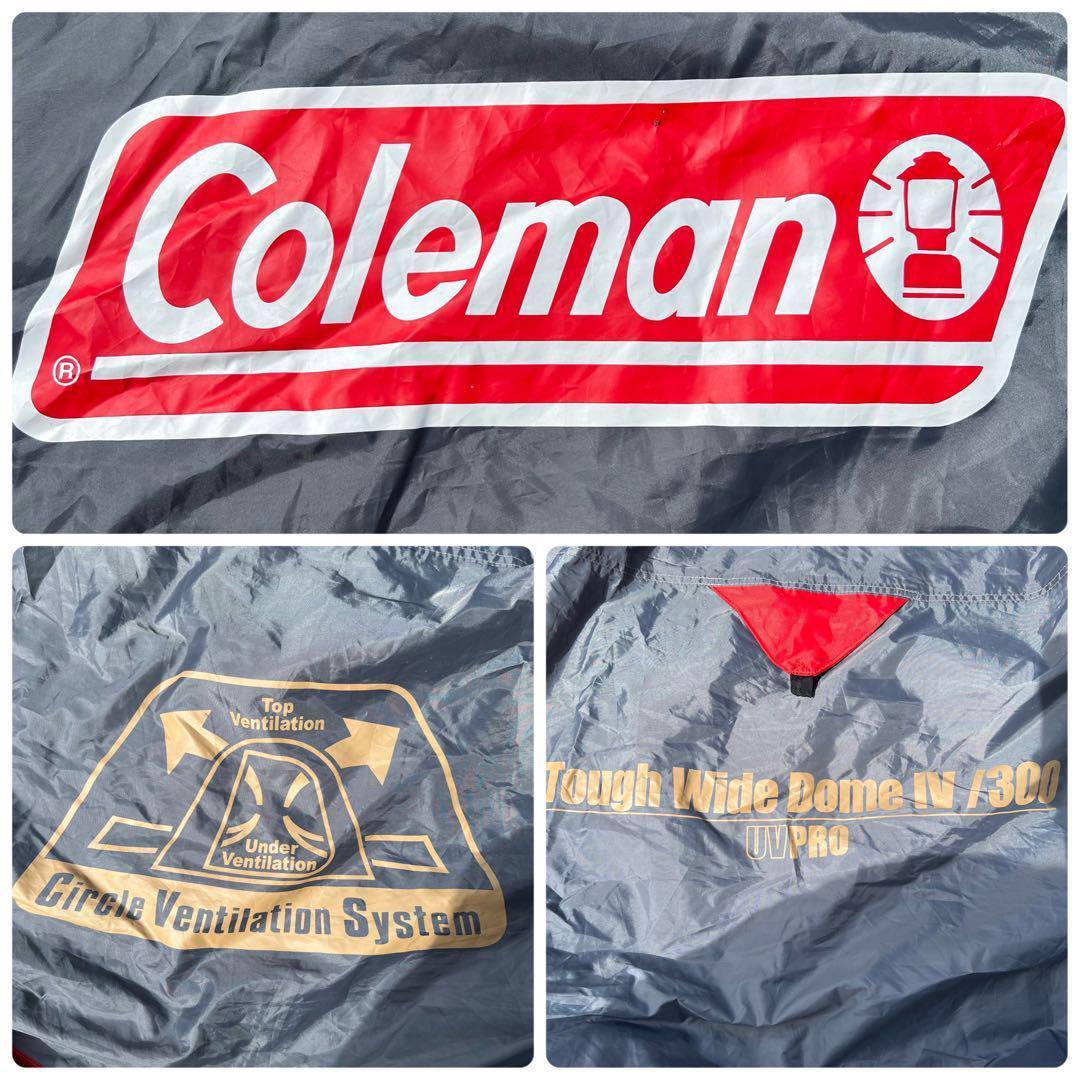 Coleman
®
Top
Ventilation
Under
Ventilation
Circle Ventilation System
Tough Wide Dome IV /300
UVPRO